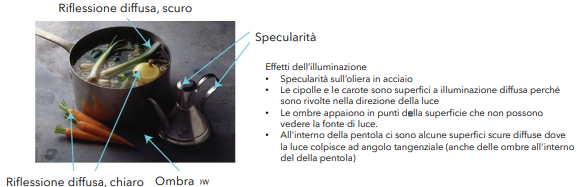 Riflessione diffusa, scuro
Specularità
Effetti dell'illuminazione
• Specularità sull'oliera in acciaio
• Le cipolle e le carote sono superfici a illuminazione diffusa perché
sono rivolte nella direzione della luce
• Le ombre appaiono in punti della superficie che non possono
vedere la fonte di luce.
• All'interno della pentola ci sono alcune superfici scure diffuse dove
la luce colpisce ad angolo tangenziale (anche delle ombre all'interno
del della pentola)
Riflessione diffusa, chiaro
Ombra